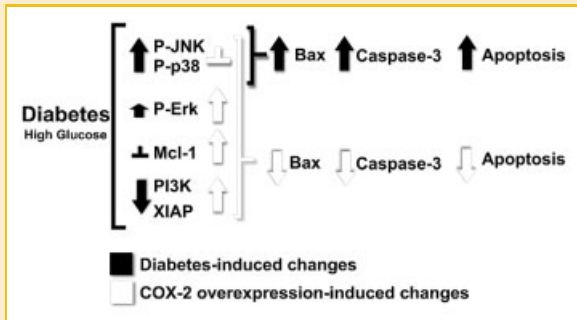 P-JNK
P-p38
Bax Caspase-3 Apoptosis
Diabetes
High Glucose
P-Erk
Mcl-1
Bax Caspase-3 Apoptosis
PI3K
XIAP
Diabetes-induced changes
COX-2 overexpression-induced changes